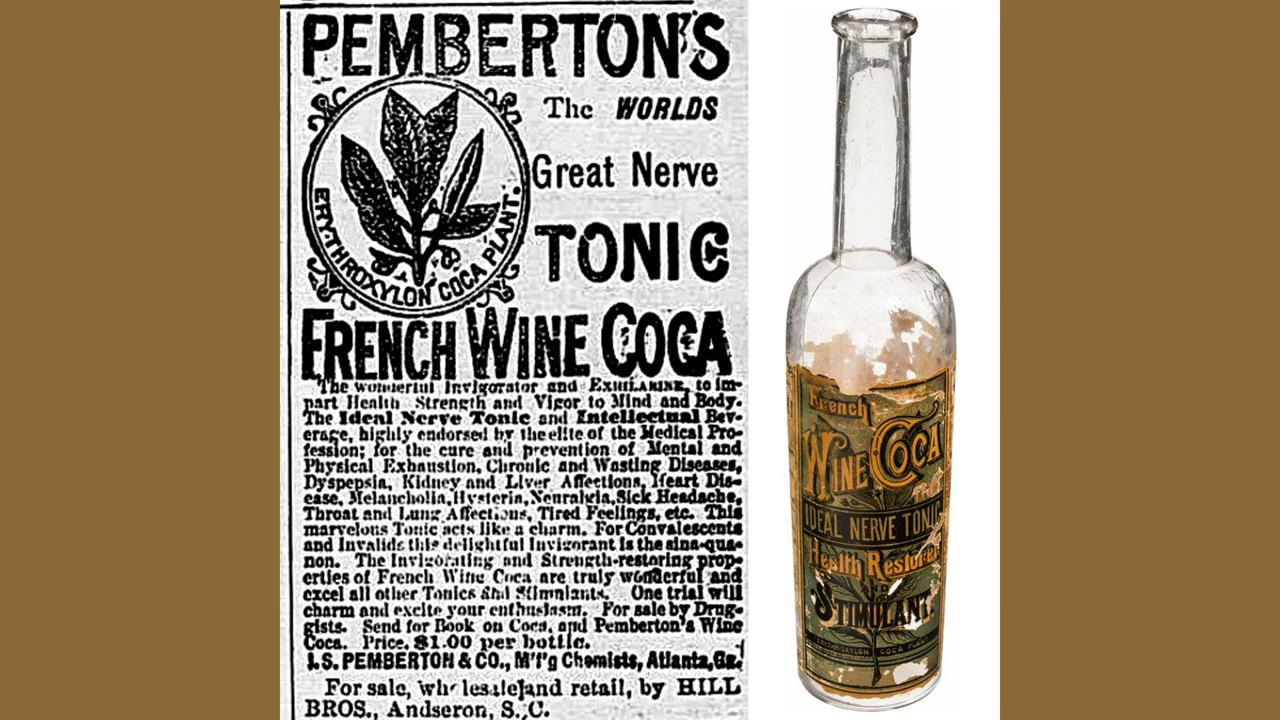 PEMBERTON'S
ERYTHROXYLON COCA PLANT.
The WORLDS
Great Nerve
TONIC
FRENCH WINE COCA
The wonderful Invigorator and EXHILARINE, to im-
part Health Strength and Vigor to Mind and Body.
The Ideal Nerve Tonic and Intellectual Bev-
erage, highly endorsed by the elite of the Medical Pro-
fession; for the cure and prevention of Mental and
Physical Exhaustion, Chronic and Wasting Diseases,
Dyspepsia, Kidney and Liver Affections, Heart Dis-
ease, Melancholia, Hysteria, Neuralgia, Sick Headache,
Throat and Lung Affections, Tired Feelings, etc. This
marvelous Tonic acts like a charm. For Convalescents
and Invalids this delightful Invigorant is the sina-qua-
non. The Invigorating and Strength-restoring prop-
erties of French Wine Coca are truly wonderful and
excel all other Tonics and Stimulants. One trial will
charm and excite your enthusiasm. For sale by Drug-
gists. Send for Book on Coca, and Pemberton's Wine
Coca. Price, $1.00 per bottle.
J. S. PEMBERTON & CO., M'f'g Chemists, Atlanta, Ga.
For sale, wholesale and retail, by HILL
BROS., Andseron, S. C.
French
WINE COCA
IDEAL NERVE TONIC
Health Restorer
STIMULANT.
ERYTHROXYLON COCA PLANT